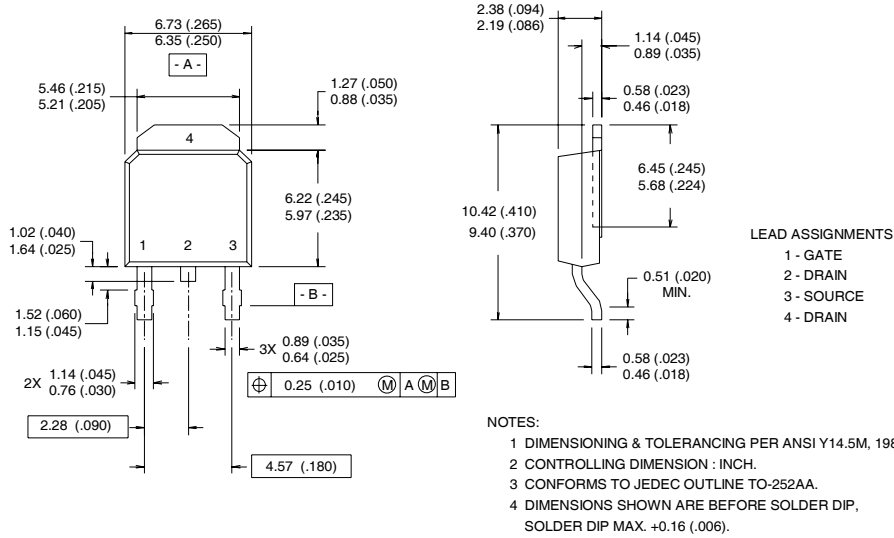 6.73 (.265)
6.35 (.250)
- A -
5.46 (.215)
5.21 (.205)
1.27 (.050)
0.88 (.035)
4
6.22 (.245)
5.97 (.235)
1.02 (.040)
1.64 (.025)
1 2 3
- B -
1.52 (.060)
1.15 (.045)
3X 0.89 (.035)
0.64 (.025)
2X 1.14 (.045)
0.76 (.030)
⌖ 0.25 (.010) Ⓜ A Ⓜ B
2.28 (.090)
4.57 (.180)
2.38 (.094)
2.19 (.086)
1.14 (.045)
0.89 (.035)
0.58 (.023)
0.46 (.018)
6.45 (.245)
5.68 (.224)
10.42 (.410)
9.40 (.370)
0.51 (.020)
MIN.
0.58 (.023)
0.46 (.018)
LEAD ASSIGNMENTS
1 - GATE
2 - DRAIN
3 - SOURCE
4 - DRAIN
NOTES:
1 DIMENSIONING & TOLERANCING PER ANSI Y14.5M,
2 CONTROLLING DIMENSION : INCH.
3 CONFORMS TO JEDEC OUTLINE TO-252AA.
4 DIMENSIONS SHOWN ARE BEFORE SOLDER DIP,
SOLDER DIP MAX. +0.16 (.006).